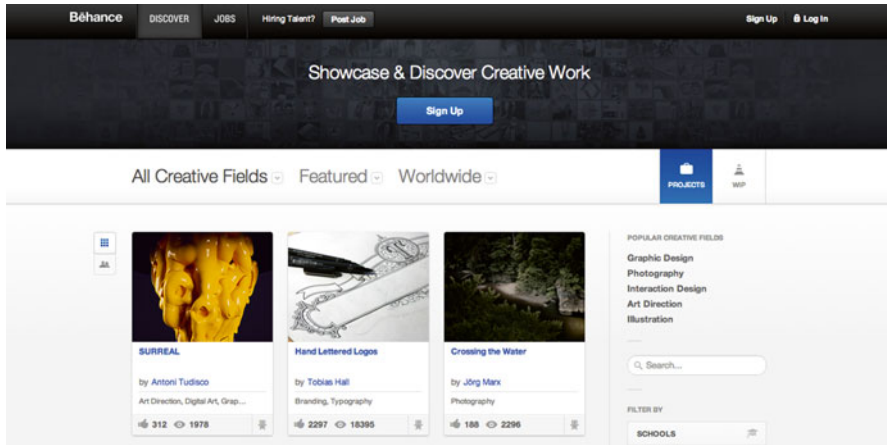 Bēhance DISCOVER JOBS Hiring Talent? Post Job Sign Up Log In
Showcase & Discover Creative Work
Sign Up
All Creative Fields Featured Worldwide
PROJECTS WIP
SURREAL
by Antoni Tudisco
Art Direction, Digital Art, Grap...
312 1978
Hand Lettered Logos
by Tobias Hall
Branding, Typography
2297 18395
Crossing the Water
by Jörg Marx
Photography
188 2296
POPULAR CREATIVE FIELDS
Graphic Design
Photography
Interaction Design
Art Direction
Illustration
Search...
FILTER BY
SCHOOLS